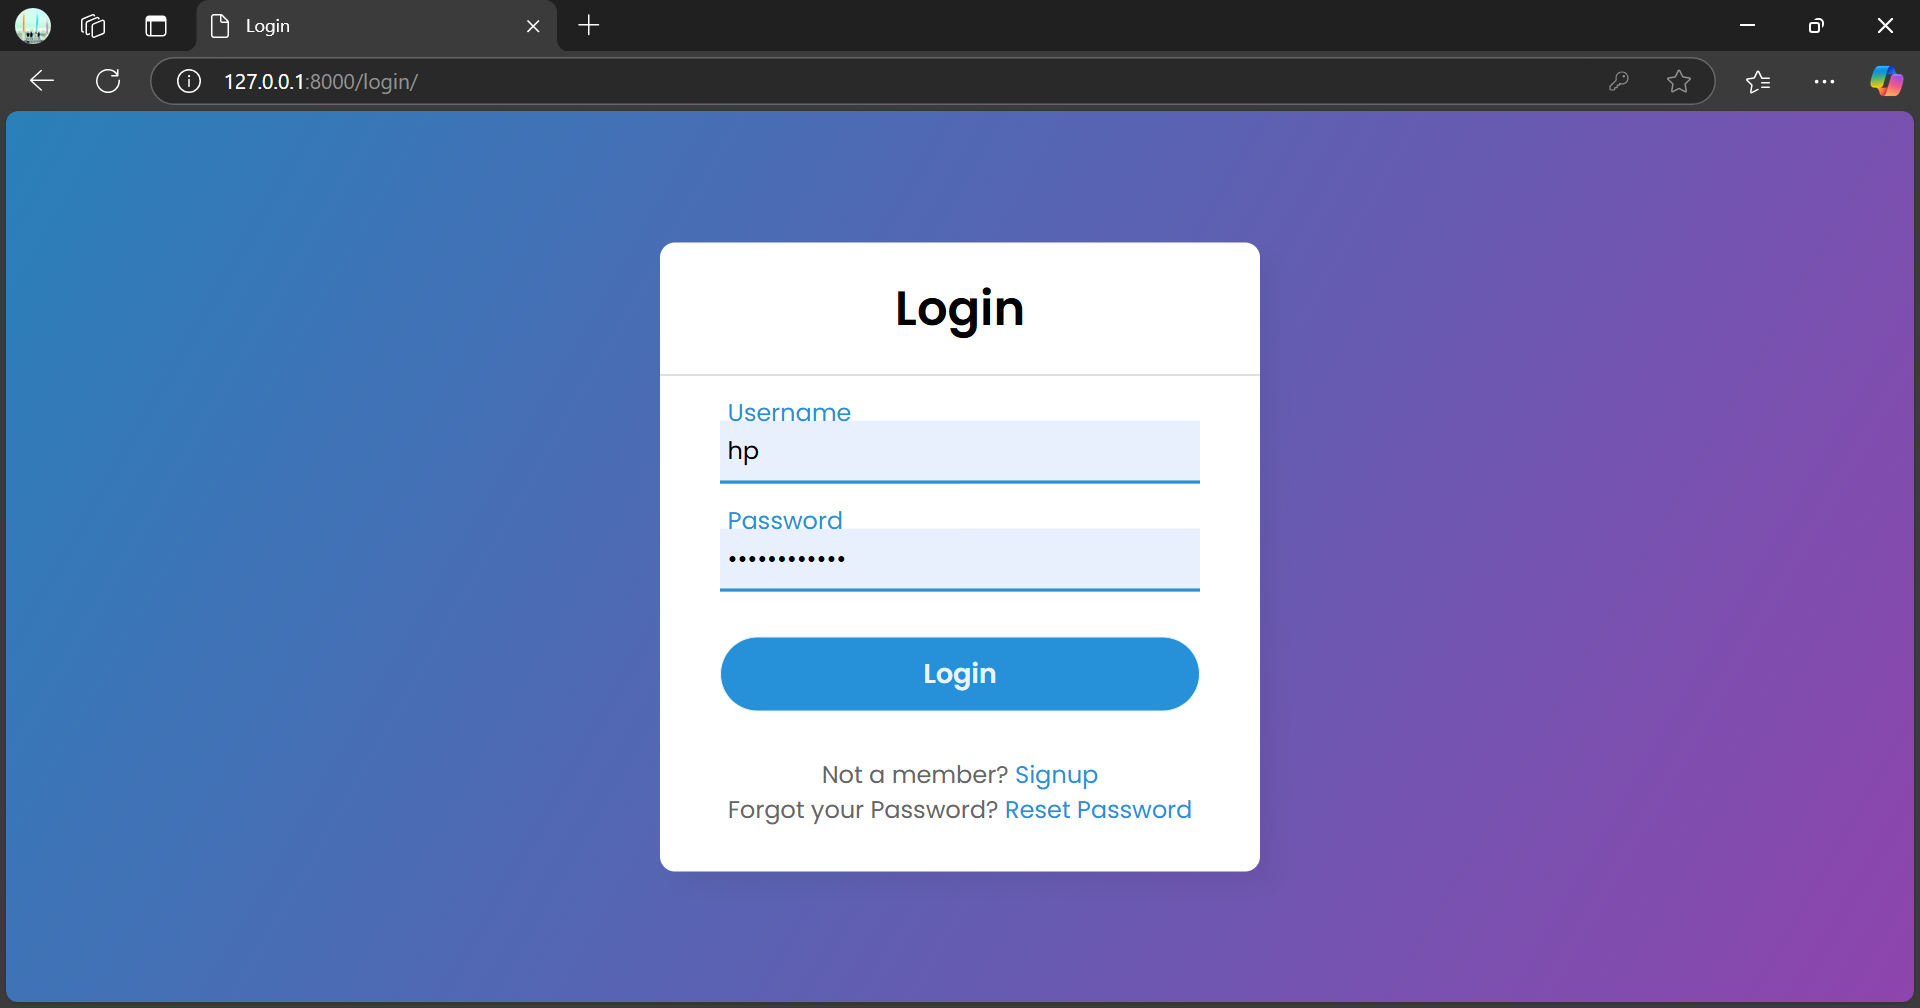 Login
127.0.0.1:8000/login/
Login
Username
hp
Password
••••••••••••
Login
Not a member? Signup
Forgot your Password? Reset Password